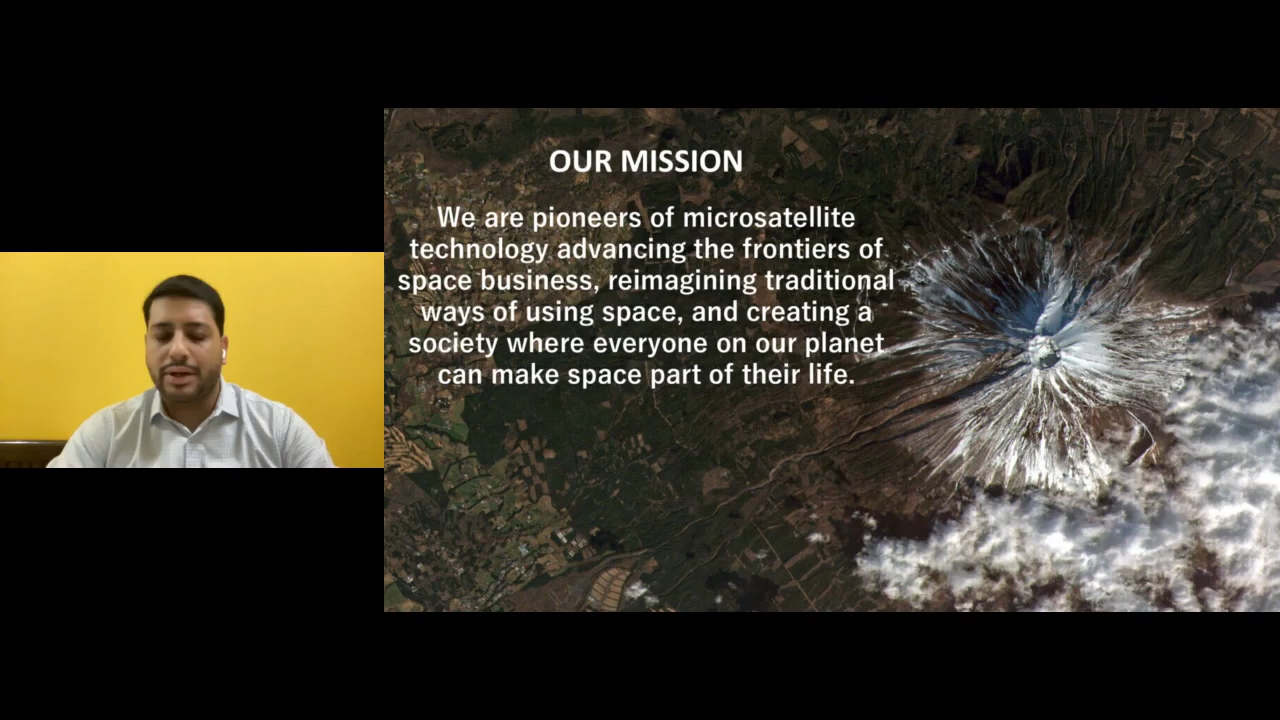 OUR MISSION
We are pioneers of microsatellite
technology advancing the frontiers of
space business, reimagining traditional
ways of using space, and creating a
society where everyone on our planet
can make space part of their life.